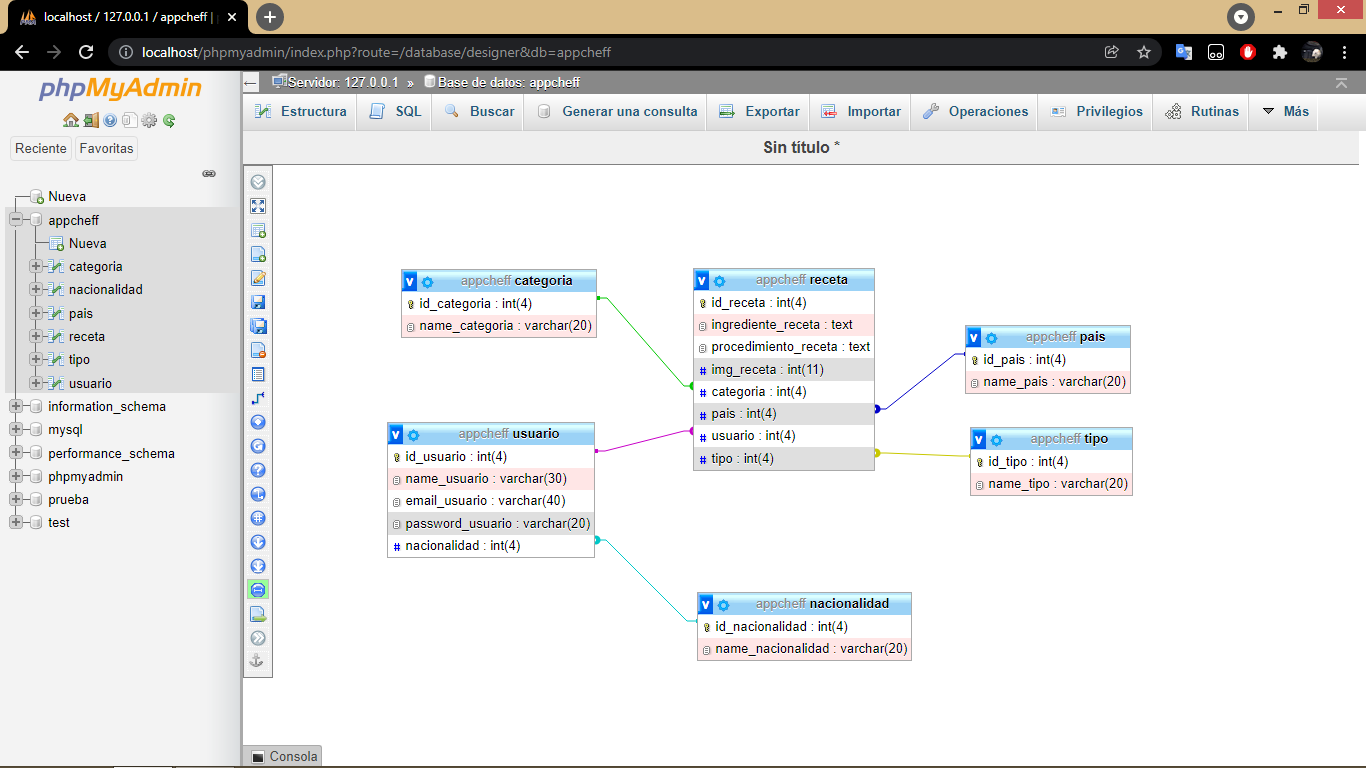 localhost / 127.0.0.1 / appcheff |
localhost/phpmyadmin/index.php?route=/database/designer&db=appcheff
phpMyAdmin
Reciente
Favoritas
Nueva
appcheff
Nueva
categoria
nacionalidad
pais
receta
tipo
usuario
information_schema
mysql
performance_schema
phpmyadmin
prueba
test
Servidor: 127.0.0.1 » Base de datos: appcheff
Estructura SQL Buscar Generar una consulta Exportar Importar Operaciones Privilegios Rutinas Más
Sin título *
v appcheff categoria
id_categoria : int(4)
name_categoria : varchar(20)
v appcheff receta
id_receta : int(4)
ingrediente_receta : text
procedimiento_receta : text
# img_receta : int(11)
# categoria : int(4)
# pais : int(4)
# usuario : int(4)
# tipo : int(4)
v appcheff pais
id_pais : int(4)
name_pais : varchar(20)
v appcheff usuario
id_usuario : int(4)
name_usuario : varchar(30)
email_usuario : varchar(40)
password_usuario : varchar(20)
# nacionalidad : int(4)
v appcheff tipo
id_tipo : int(4)
name_tipo : varchar(20)
v appcheff nacionalidad
id_nacionalidad : int(4)
name_nacionalidad : varchar(20)
Consola